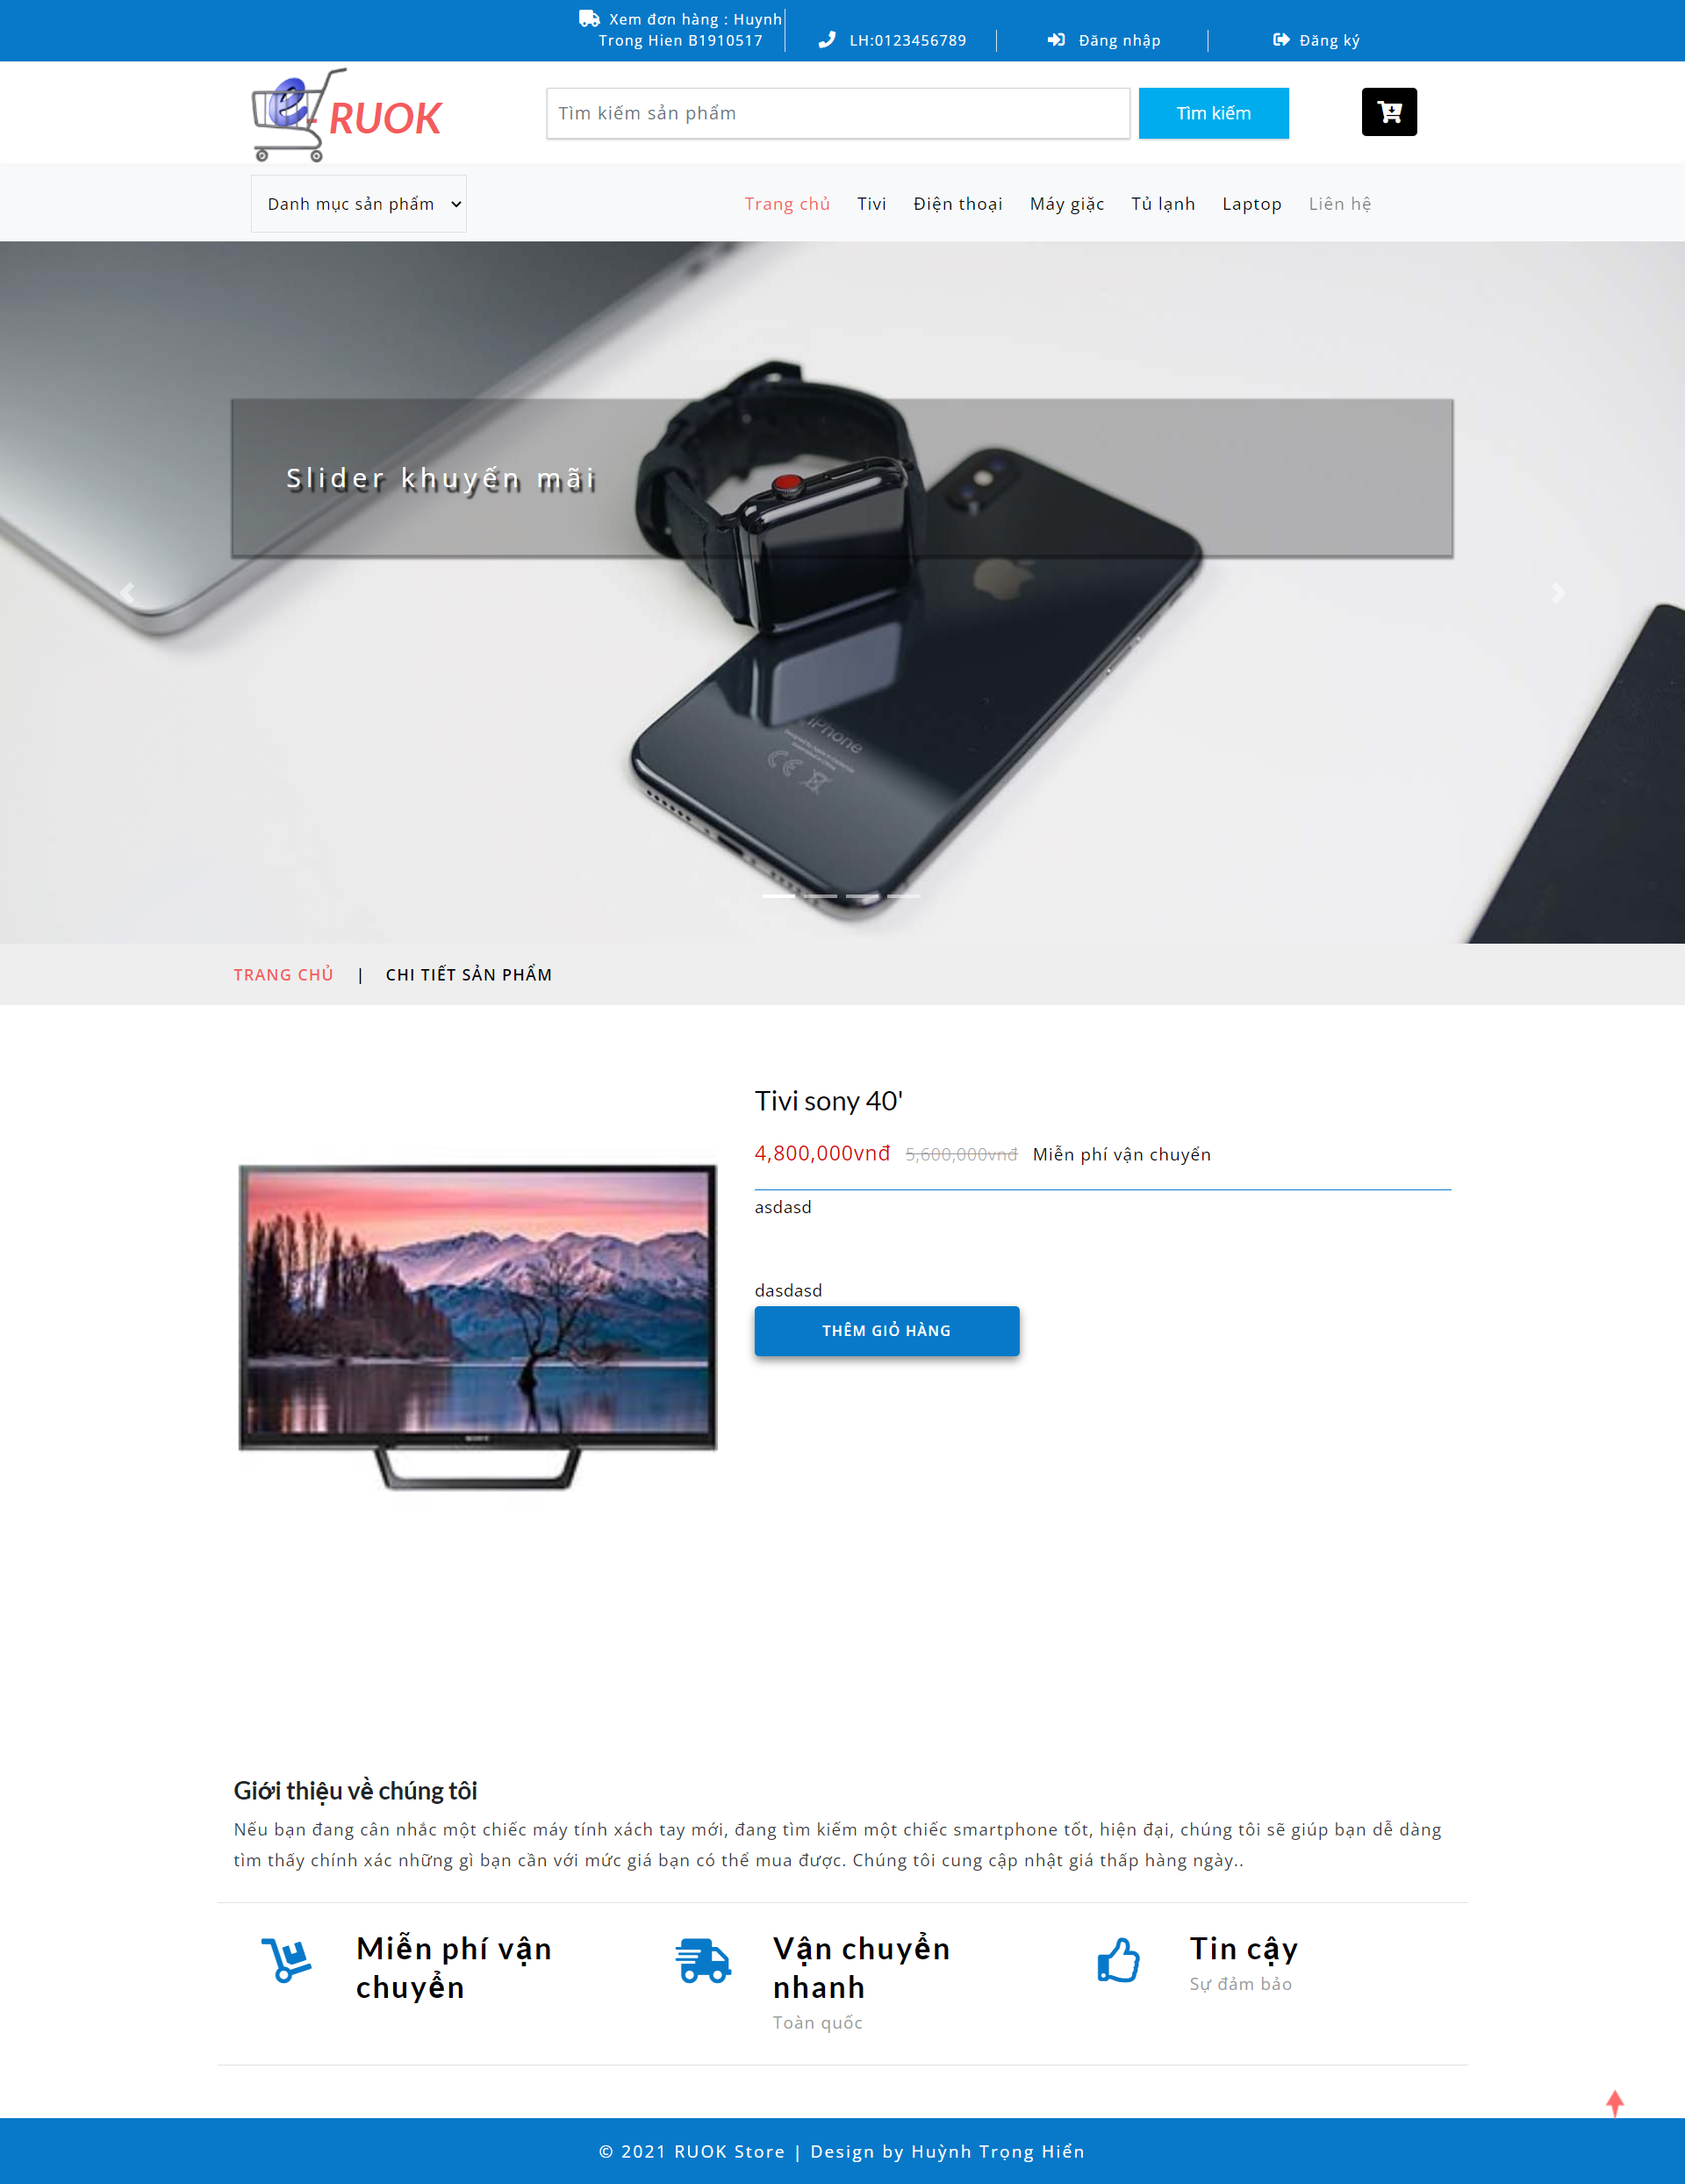 Xem đơn hàng : Huynh
Trong Hien B1910517
LH:0123456789
Đăng nhập
Đăng ký
e - RUOK
Tìm kiếm sản phẩm
Tìm kiếm
Danh mục sản phẩm
Trang chủ
Tivi
Điện thoại
Máy giặc
Tủ lạnh
Laptop
Liên hệ
Slider khuyến mãi
iPhone
TRANG CHỦ | CHI TIẾT SẢN PHẨM
Tivi sony 40'
4,800,000vnđ 5,600,000vnđ Miễn phí vận chuyển
asdasd
dasdasd
THÊM GIỎ HÀNG
SONY
Giới thiệu về chúng tôi
Nếu bạn đang cân nhắc một chiếc máy tính xách tay mới, đang tìm kiếm một chiếc smartphone tốt, hiện đại, chúng tôi sẽ giúp bạn dễ dàng
tìm thấy chính xác những gì bạn cần với mức giá bạn có thể mua được. Chúng tôi cung cập nhật giá thấp hàng ngày..
Miễn phí vận
chuyển
Vận chuyển
nhanh
Toàn quốc
Tin cậy
Sự đảm bảo
© 2021 RUOK Store | Design by Huỳnh Trọng Hiển